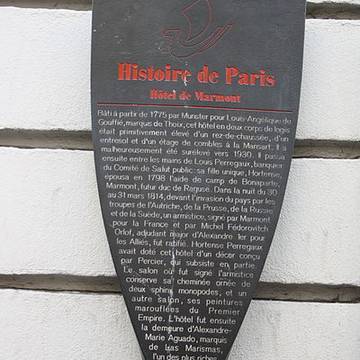 Histoire de Paris
Hôtel de Marmont
Bâti à partir de 1775 par Munster pour Louis-Angélique de
Gouffié, marquis de Thoix, cet hôtel en deux corps de logis
était primitivement élevé d'un rez-de-chaussée, d'un
entresol et d'un étage de combles à la Mansart. Il a
malheureusement été surélevé vers 1930. Il passa
ensuite entre les mains de Louis Perregaux, banquier
du Comité de Salut public: sa fille unique, Hortense,
épousa en 1798 l'aide de camp de Bonaparte,
Marmont, futur duc de Raguse. Dans la nuit du 30
au 31 mars 1814, devant l'invasion du pays par les
troupes de l'Autriche, de la Prusse, de la Russie
et de la Suède, un armistice, signé par Marmont
pour la France et par Michel Fédorovitch
Orlof, adjudant major d'Alexandre Ier pour
les Alliés, fut ratifié. Hortense Perregaux
avait doté cet hôtel d'un décor conçu
par Percier, qui subsiste en partie.
Le salon où fut signé l'armistice
conserve sa cheminée ornée de
deux sphinx monopodes, et un
autre salon, ses peintures
marouflées du Premier
Empire. L'hôtel fut ensuite
la demeure d'Alexandre-
Marie Aguado, marquis
de Las Marismas,
l'un des plus riches